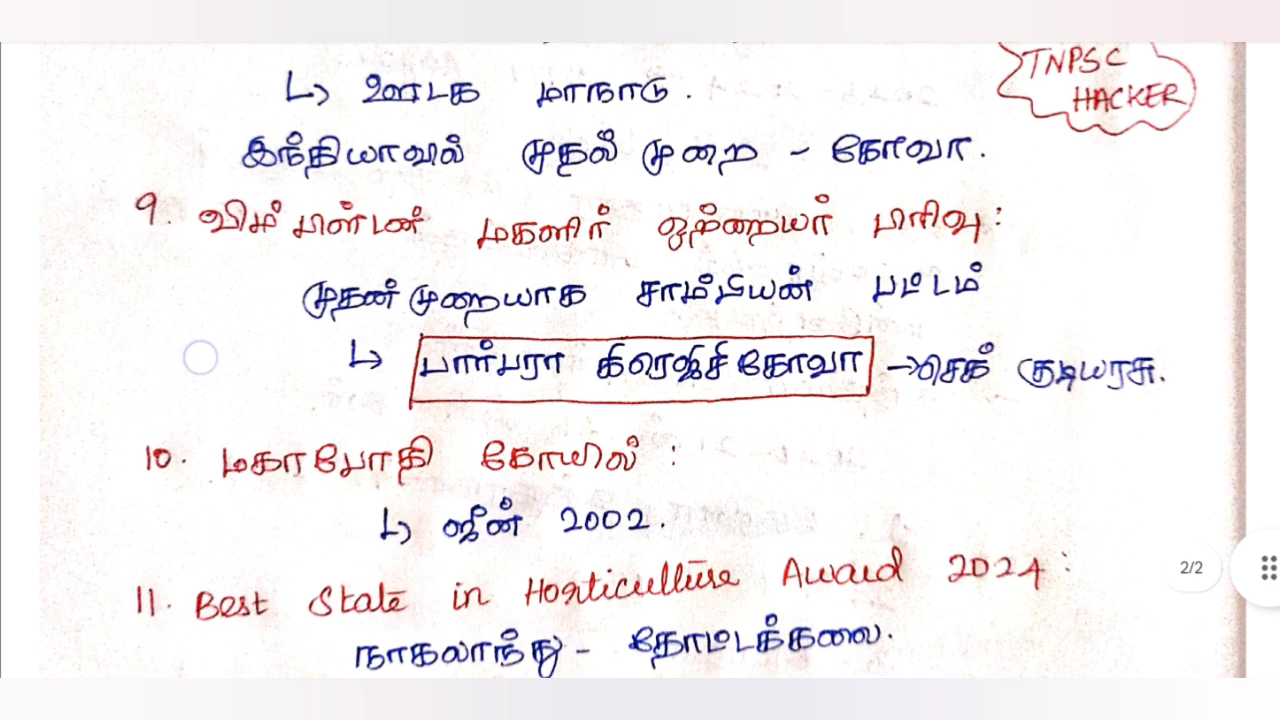 TNPSC
HACKER
↳ ஊடக மாநாடு.
இந்தியாவில் முதல் முறை - கோவா.
9. விம்பிள்டன் மகளிர் ஒற்றையர் பிரிவு:
முதன் முறையாக சாம்பியன் பட்டம்
↳ பார்பரா கிரெஜ்சிகோவா → செக் குடியரசு.
10. மகாபோதி கோயில் :
↳ ஜீன் 2002.
11. Best State in Horticulture Award 2024 :
நாகலாந்து - தோட்டக்கலை.
2/2